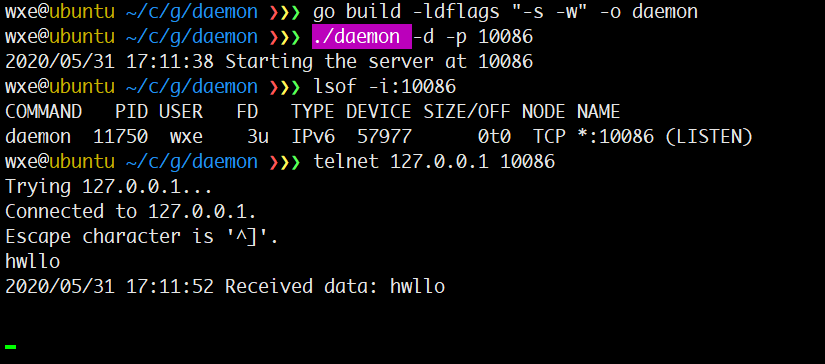 wxe@ubuntu ~/c/g/daemon ❯❯❯ go build -ldflags "-s -w" -o daemon
wxe@ubuntu ~/c/g/daemon ❯❯❯ ./daemon -d -p 10086
2020/05/31 17:11:38 Starting the server at 10086
wxe@ubuntu ~/c/g/daemon ❯❯❯ lsof -i:10086
COMMAND   PID USER   FD   TYPE DEVICE SIZE/OFF NODE NAME
daemon  11750  wxe    3u  IPv6  57977      0t0  TCP *:10086 (LISTEN)
wxe@ubuntu ~/c/g/daemon ❯❯❯ telnet 127.0.0.1 10086
Trying 127.0.0.1...
Connected to 127.0.0.1.
Escape character is '^]'.
hwllo
2020/05/31 17:11:52 Received data: hwllo